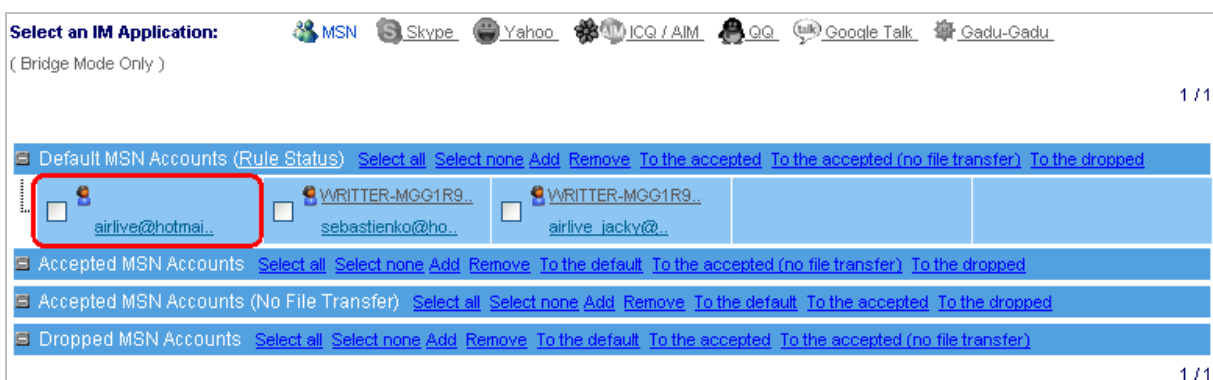 Select an IM Application: MSN Skype Yahoo ICQ / AIM QQ Google Talk Gadu-Gadu
( Bridge Mode Only )
1 / 1
Default MSN Accounts (Rule Status) Select all Select none Add Remove To the accepted To the accepted (no file transfer) To the dropped
WRITTER-MGG1R9.. WRITTER-MGG1R9..
airlive@hotmai.. sebastienko@ho.. airlive_jacky@..
Accepted MSN Accounts Select all Select none Add Remove To the default To the accepted (no file transfer) To the dropped
Accepted MSN Accounts (No File Transfer) Select all Select none Add Remove To the default To the accepted To the dropped
Dropped MSN Accounts Select all Select none Add Remove To the default To the accepted To the accepted (no file transfer)
1 / 1